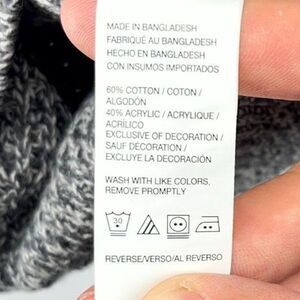 MADE IN BANGLADESH
FABRIQUÉ AU BANGLADESH
HECHO EN BANGLADESH
CON INSUMOS IMPORTADOS
60% COTTON / COTON /
ALGODÓN
40% ACRYLIC / ACRYLIQUE /
ACRÍLICO
EXCLUSIVE OF DECORATION /
SAUF DÉCORATION /
EXCLUYE LA DECORACIÓN
WASH WITH LIKE COLORS,
REMOVE PROMPTLY
30
REVERSE/VERSO/AL REVERSO